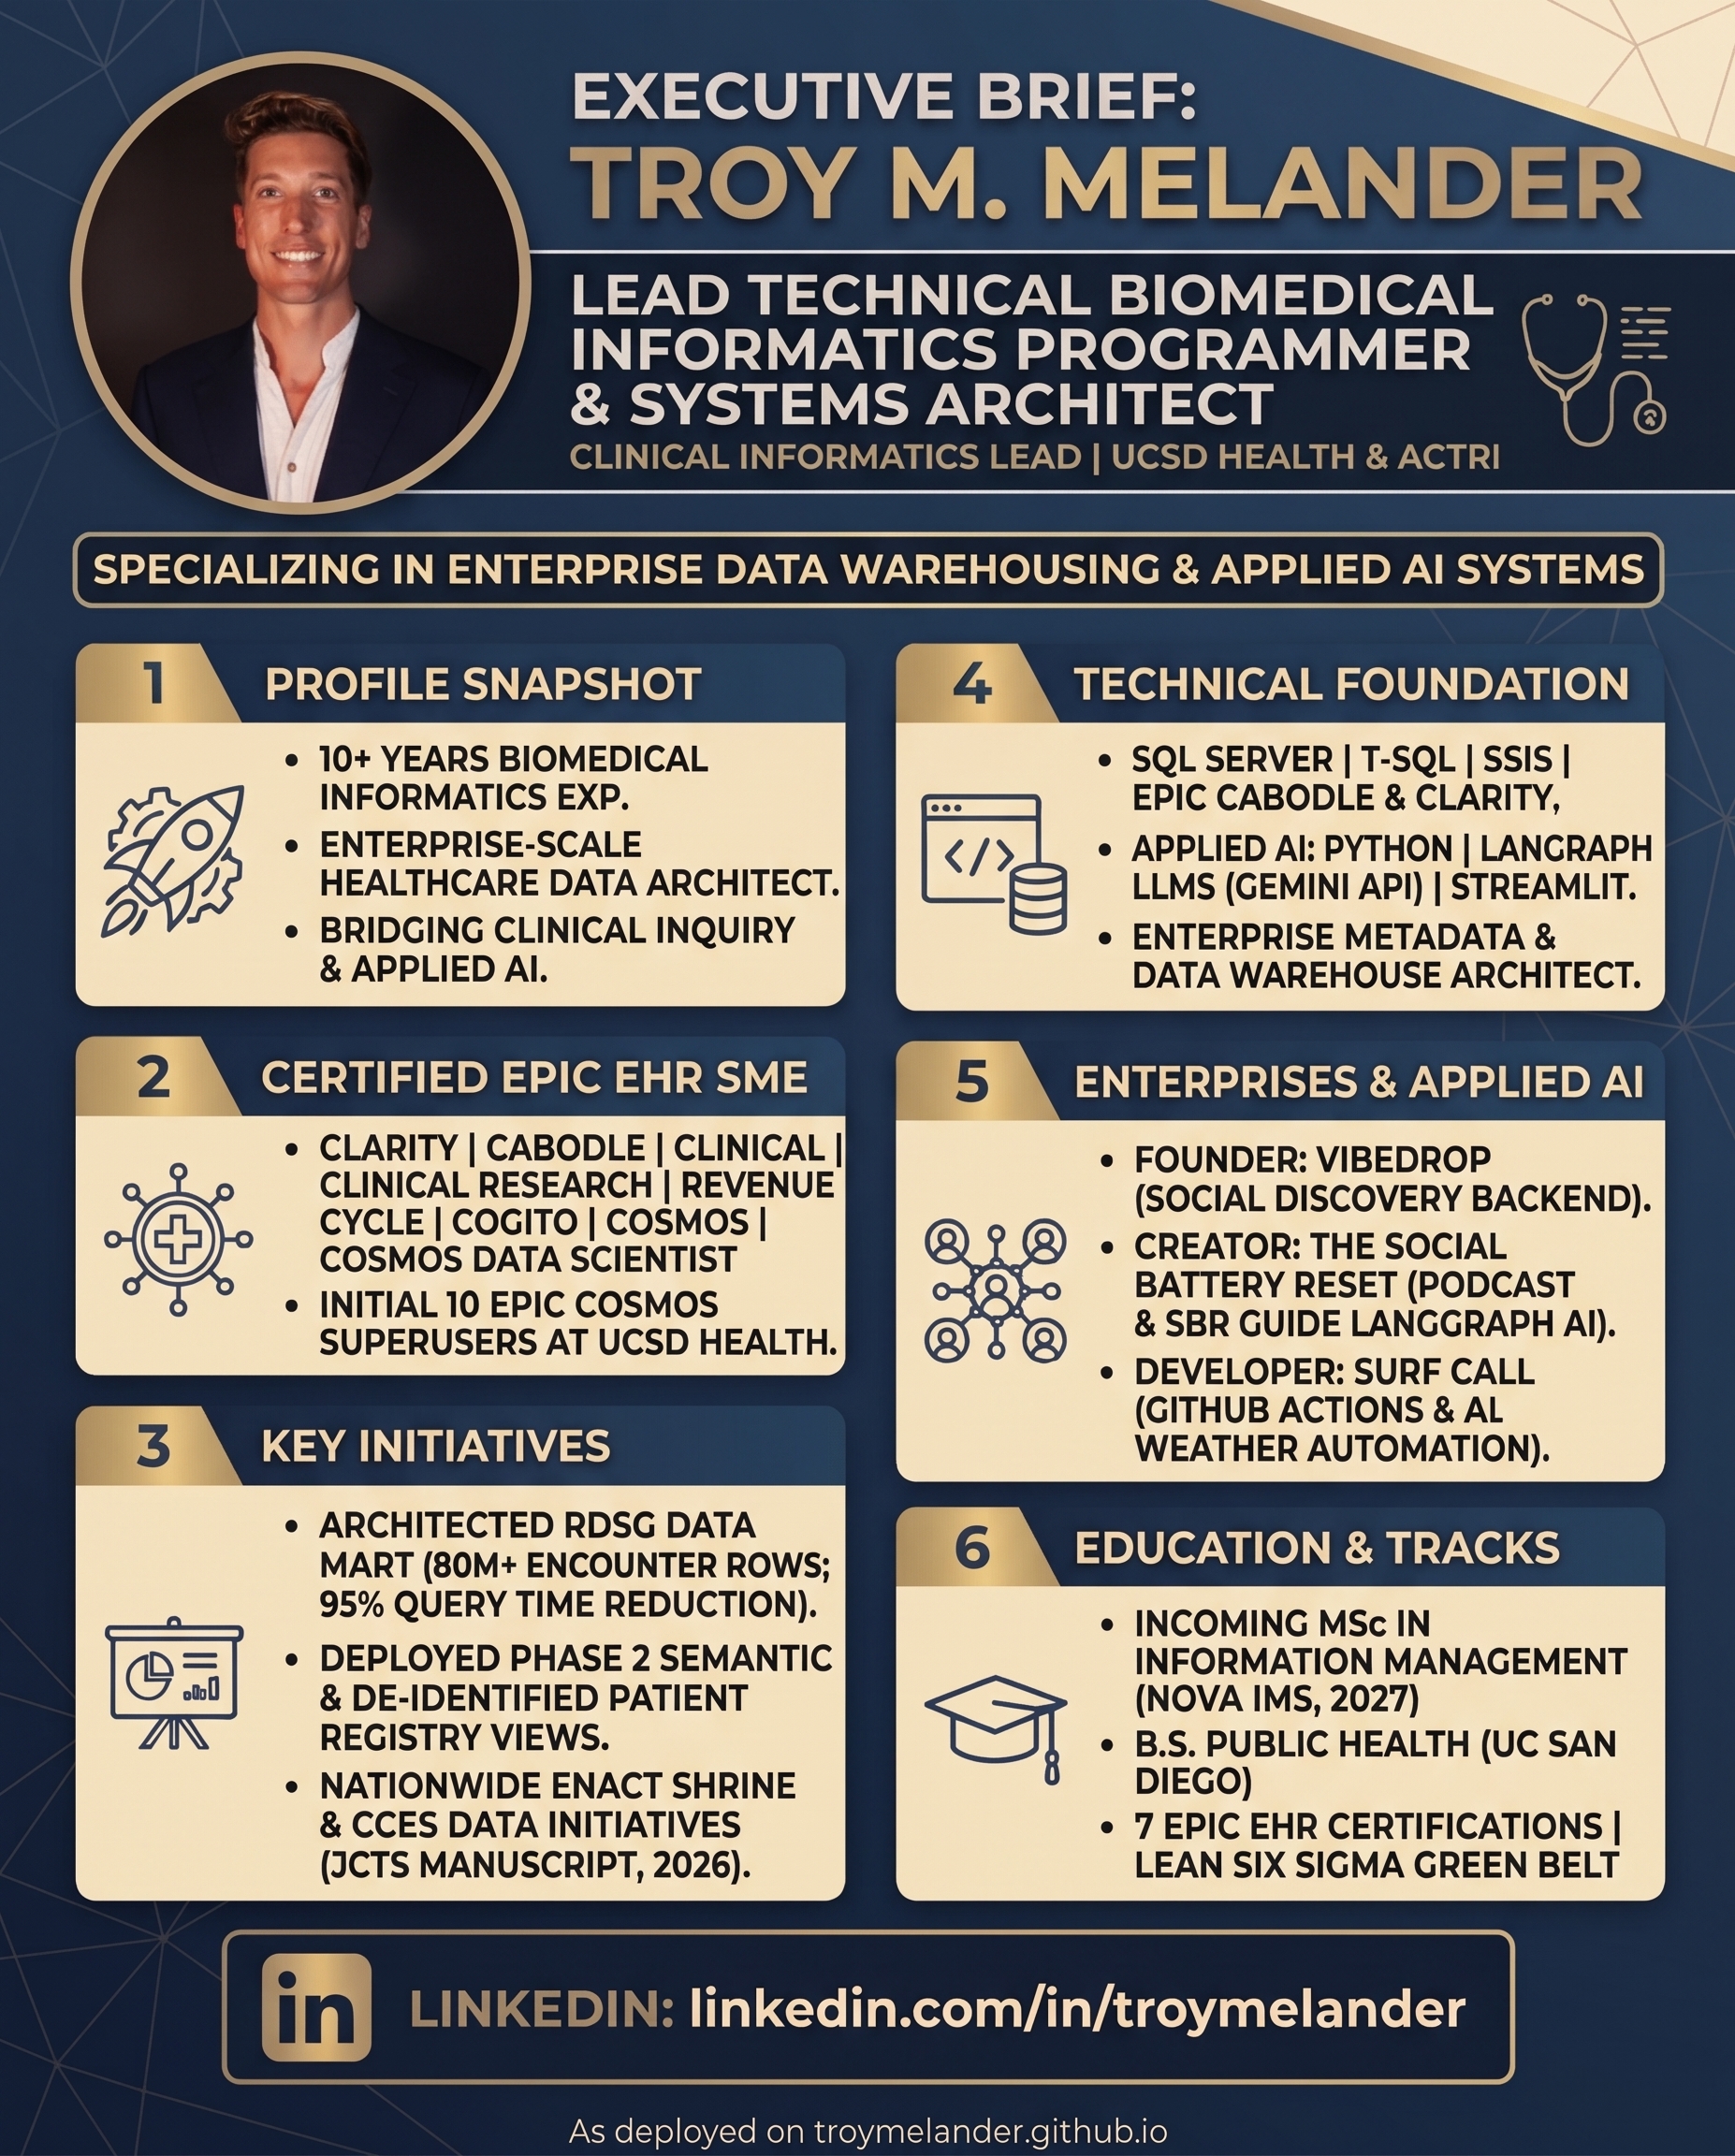 EXECUTIVE BRIEF:
TROY M. MELANDER
LEAD TECHNICAL BIOMEDICAL
INFORMATICS PROGRAMMER
& SYSTEMS ARCHITECT
CLINICAL INFORMATICS LEAD | UCSD HEALTH & ACTRI
SPECIALIZING IN ENTERPRISE DATA WAREHOUSING & APPLIED AI SYSTEMS
1 PROFILE SNAPSHOT
• 10+ YEARS BIOMEDICAL
INFORMATICS EXP.
• ENTERPRISE-SCALE
HEALTHCARE DATA ARCHITECT.
• BRIDGING CLINICAL INQUIRY
& APPLIED AI.
2 CERTIFIED EPIC EHR SME
• CLARITY | CABODLE | CLINICAL |
CLINICAL RESEARCH | REVENUE
CYCLE | COGITO | COSMOS |
COSMOS DATA SCIENTIST
• INITIAL 10 EPIC COSMOS
SUPERUSERS AT UCSD HEALTH.
3 KEY INITIATIVES
• ARCHITECTED RDSG DATA
MART (80M+ ENCOUNTER ROWS;
95% QUERY TIME REDUCTION).
• DEPLOYED PHASE 2 SEMANTIC
& DE-IDENTIFIED PATIENT
REGISTRY VIEWS.
• NATIONWIDE ENACT SHRINE
& CCES DATA INITIATIVES
(JCTS MANUSCRIPT, 2026).
4 TECHNICAL FOUNDATION
• SQL SERVER | T-SQL | SSIS |
EPIC CABODLE & CLARITY,
• APPLIED AI: PYTHON | LANGRAPH
LLMS (GEMINI API) | STREAMLIT.
• ENTERPRISE METADATA &
DATA WAREHOUSE ARCHITECT.
5 ENTERPRISES & APPLIED AI
• FOUNDER: VIBEDROP
(SOCIAL DISCOVERY BACKEND).
• CREATOR: THE SOCIAL
BATTERY RESET (PODCAST
& SBR GUIDE LANGGRAPH AI).
• DEVELOPER: SURF CALL
(GITHUB ACTIONS & AL
WEATHER AUTOMATION).
6 EDUCATION & TRACKS
• INCOMING MSc IN
INFORMATION MANAGEMENT
(NOVA IMS, 2027)
• B.S. PUBLIC HEALTH (UC SAN
DIEGO)
• 7 EPIC EHR CERTIFICATIONS |
LEAN SIX SIGMA GREEN BELT
in LINKEDIN: linkedin.com/in/troymelander
As deployed on troymelander.github.io